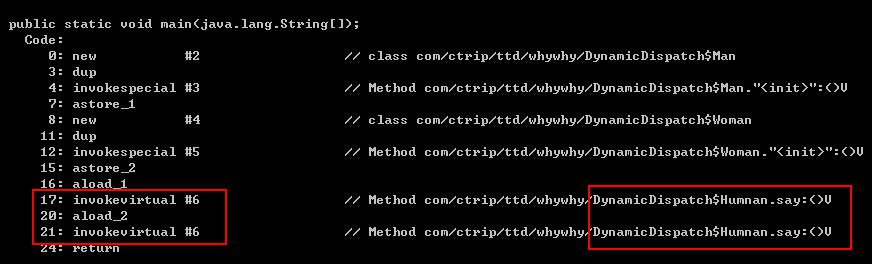 public static void main(java.lang.String[]);
Code:
0: new #2 // class com/ctrip/ttd/whywhy/DynamicDispatch$Man
3: dup
4: invokespecial #3 // Method com/ctrip/ttd/whywhy/DynamicDispatch$Man."<init>":()V
7: astore_1
8: new #4 // class com/ctrip/ttd/whywhy/DynamicDispatch$Woman
11: dup
12: invokespecial #5 // Method com/ctrip/ttd/whywhy/DynamicDispatch$Woman."<init>":()V
15: astore_2
16: aload_1
17: invokevirtual #6 // Method com/ctrip/ttd/whywhy/DynamicDispatch$Humnan.say:()V
20: aload_2
21: invokevirtual #6 // Method com/ctrip/ttd/whywhy/DynamicDispatch$Humnan.say:()V
24: return